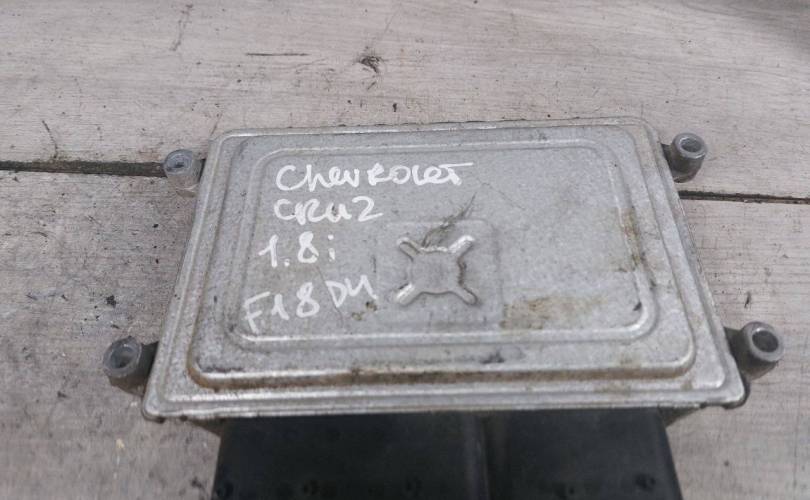 Chevrolet
CRUZ
1.8i
F18D4